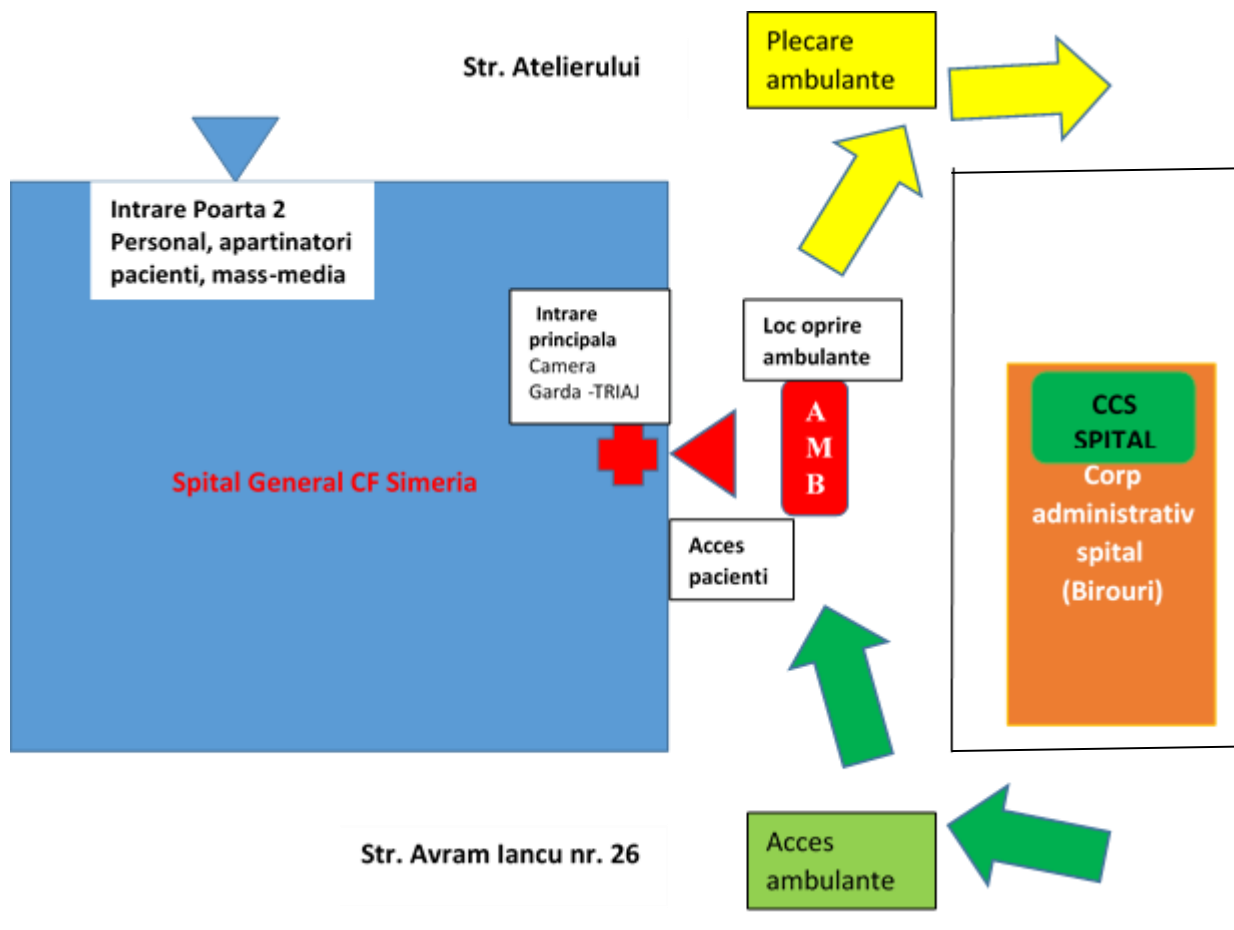 Str. Atelierului
Plecare
ambulante
Intrare Poarta 2
Personal, apartinatori
pacienti, mass-media
Intrare
principala
Camera
Garda -TRIAJ
Loc oprire
ambulante
A
M
B
CCS
SPITAL
Corp
administrativ
spital
(Birouri)
Spital General CF Simeria
Acces
pacienti
Str. Avram Iancu nr. 26
Acces
ambulante